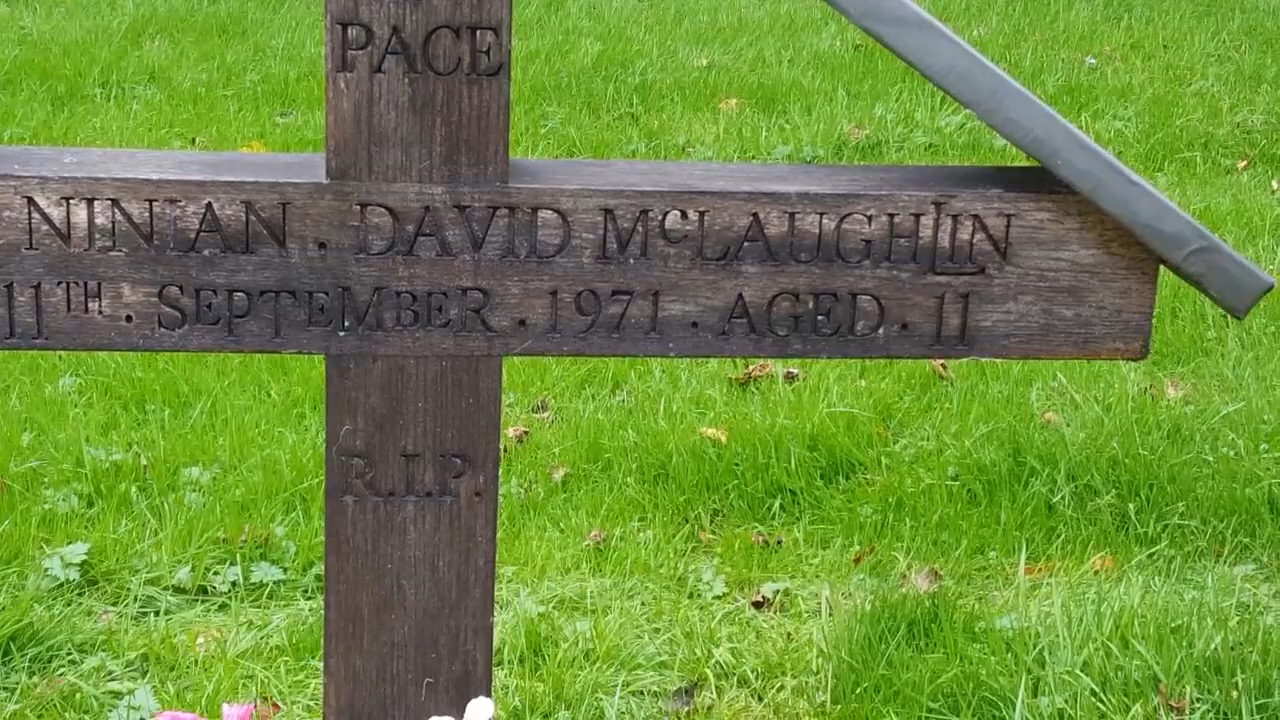 PACE
NINIAN . DAVID McLAUGHLIN
11TH . SEPTEMBER . 1971 . AGED . 11
R.I.P.